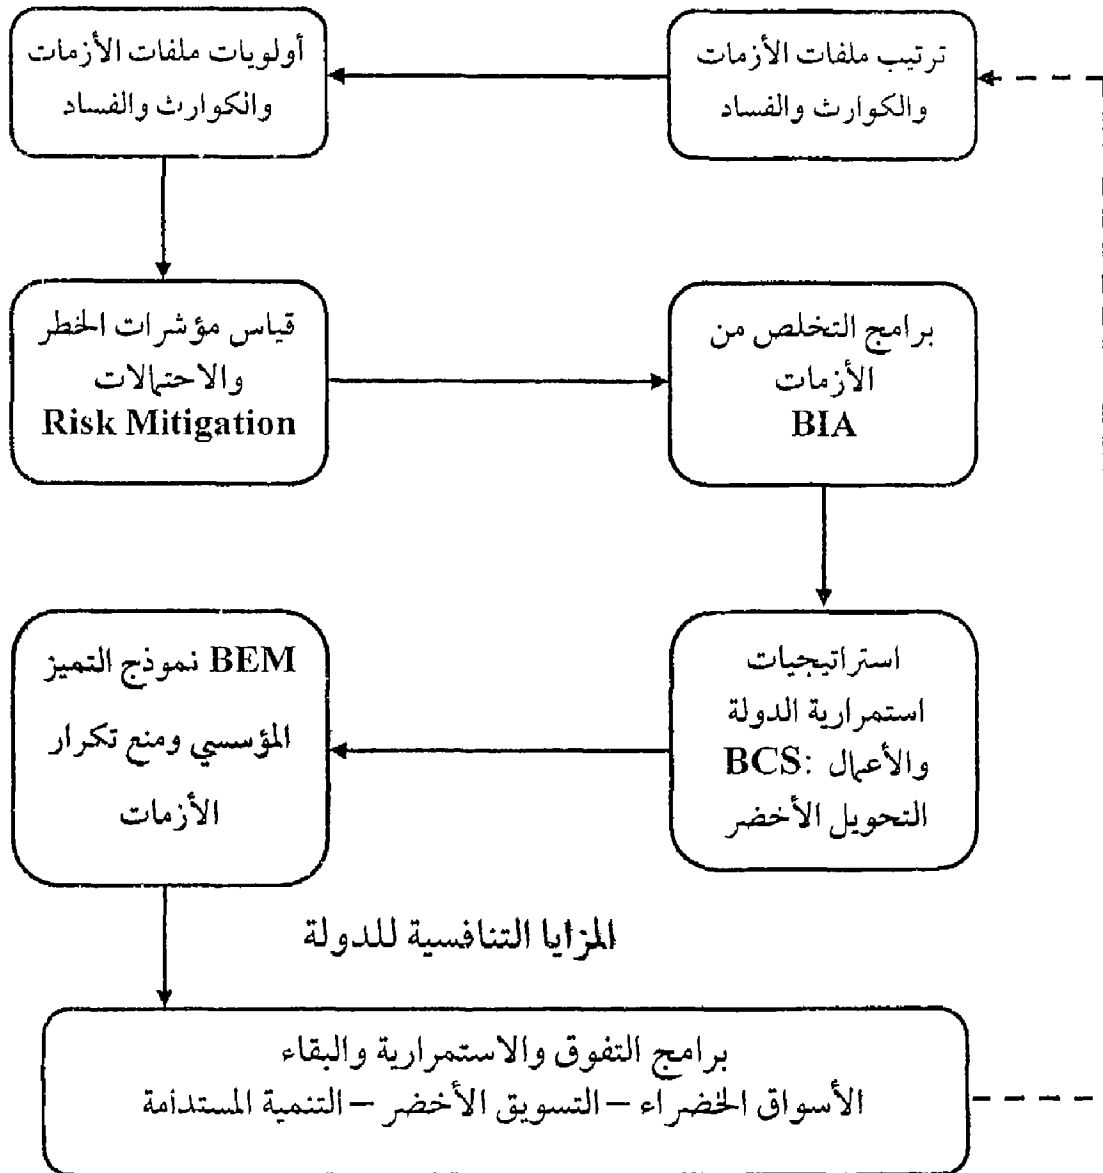 ترتيب ملفات الأزمات
والكوارث والفساد
أولويات ملفات الأزمات
والكوارث والفساد
قياس مؤشرات الخطر
والاحتمالات
Risk Mitigation
برامج التخلص من
الأزمات
BIA
استراتيجيات
استمرارية الدولة
والأعمال :BCS
التحويل الأخضر
BEM نموذج التميز
المؤسسي ومنع تكرار
الأزمات
المزايا التنافسية للدولة
برامج التفوق والاستمرارية والبقاء
الأسواق الخضراء – التسويق الأخضر – التنمية المستدامة